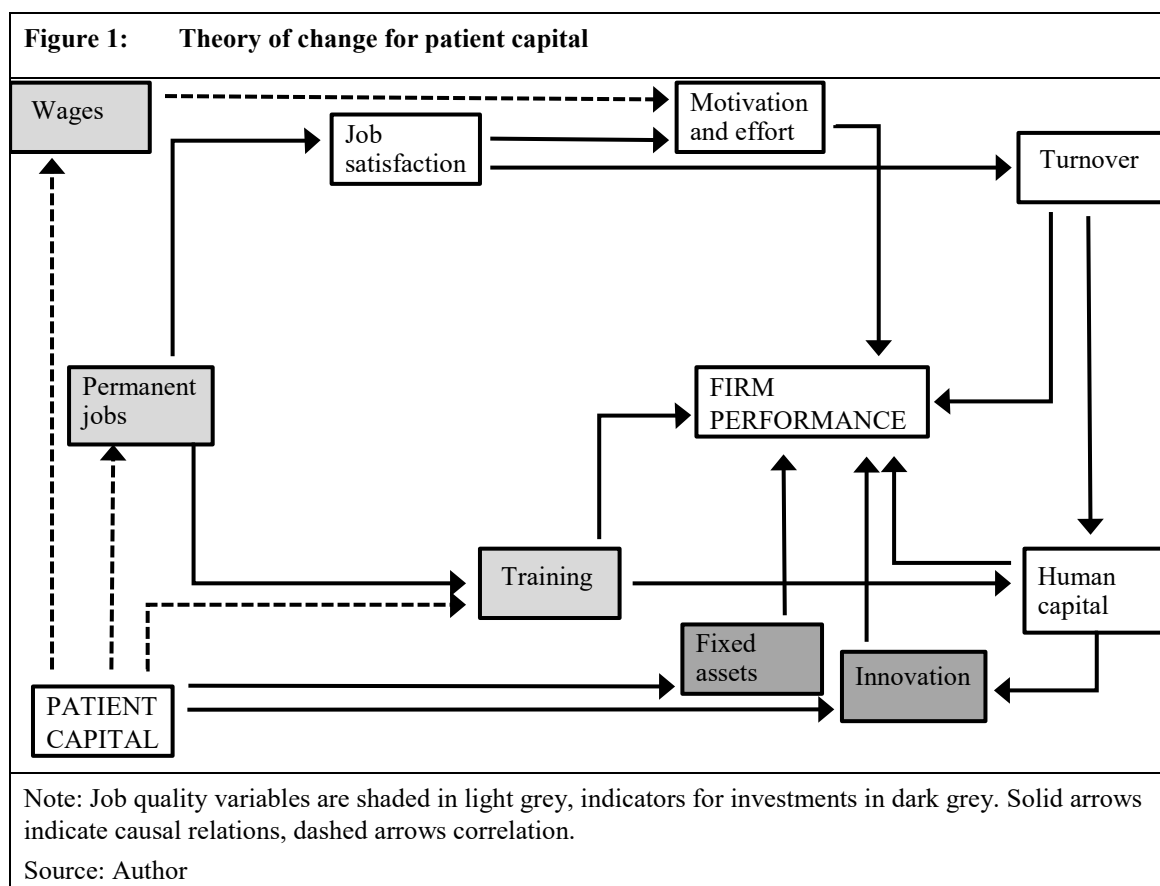 Figure 1: Theory of change for patient capital
Wages
Motivation
and effort
Job
satisfaction
Turnover
Permanent
jobs
FIRM
PERFORMANCE
Training
Human
capital
Fixed
assets
Innovation
PATIENT
CAPITAL
Note: Job quality variables are shaded in light grey, indicators for investments in dark grey. Solid arrows
indicate causal relations, dashed arrows correlation.
Source: Author